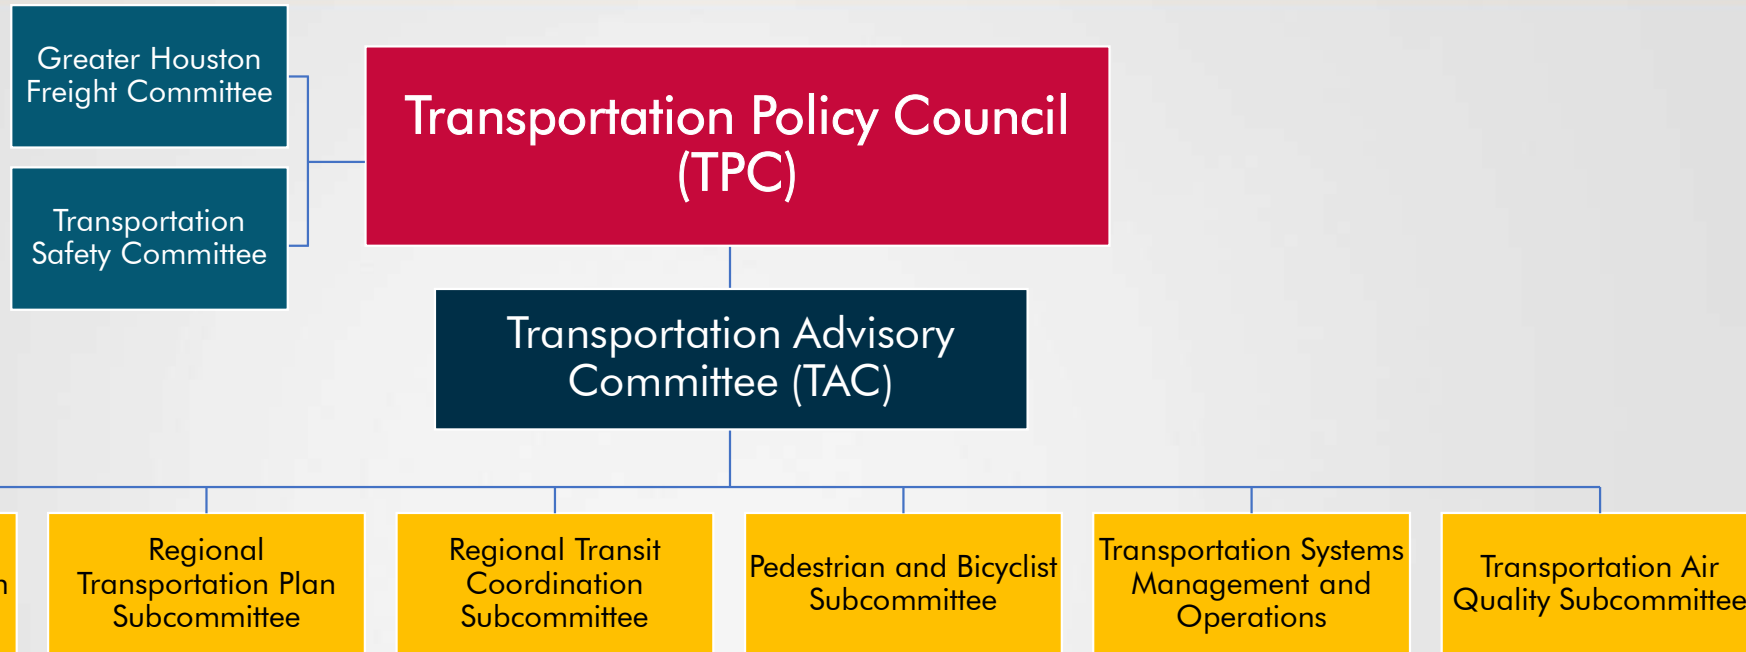 Greater Houston
Freight Committee
Transportation Policy Council
(TPC)
Transportation
Safety Committee
Transportation Advisory
Committee (TAC)
Regional
Transportation Plan
Subcommittee
Regional Transit
Coordination
Subcommittee
Pedestrian and Bicyclist
Subcommittee
Transportation Systems
Management and
Operations
Transportation Air
Quality Subcommittee